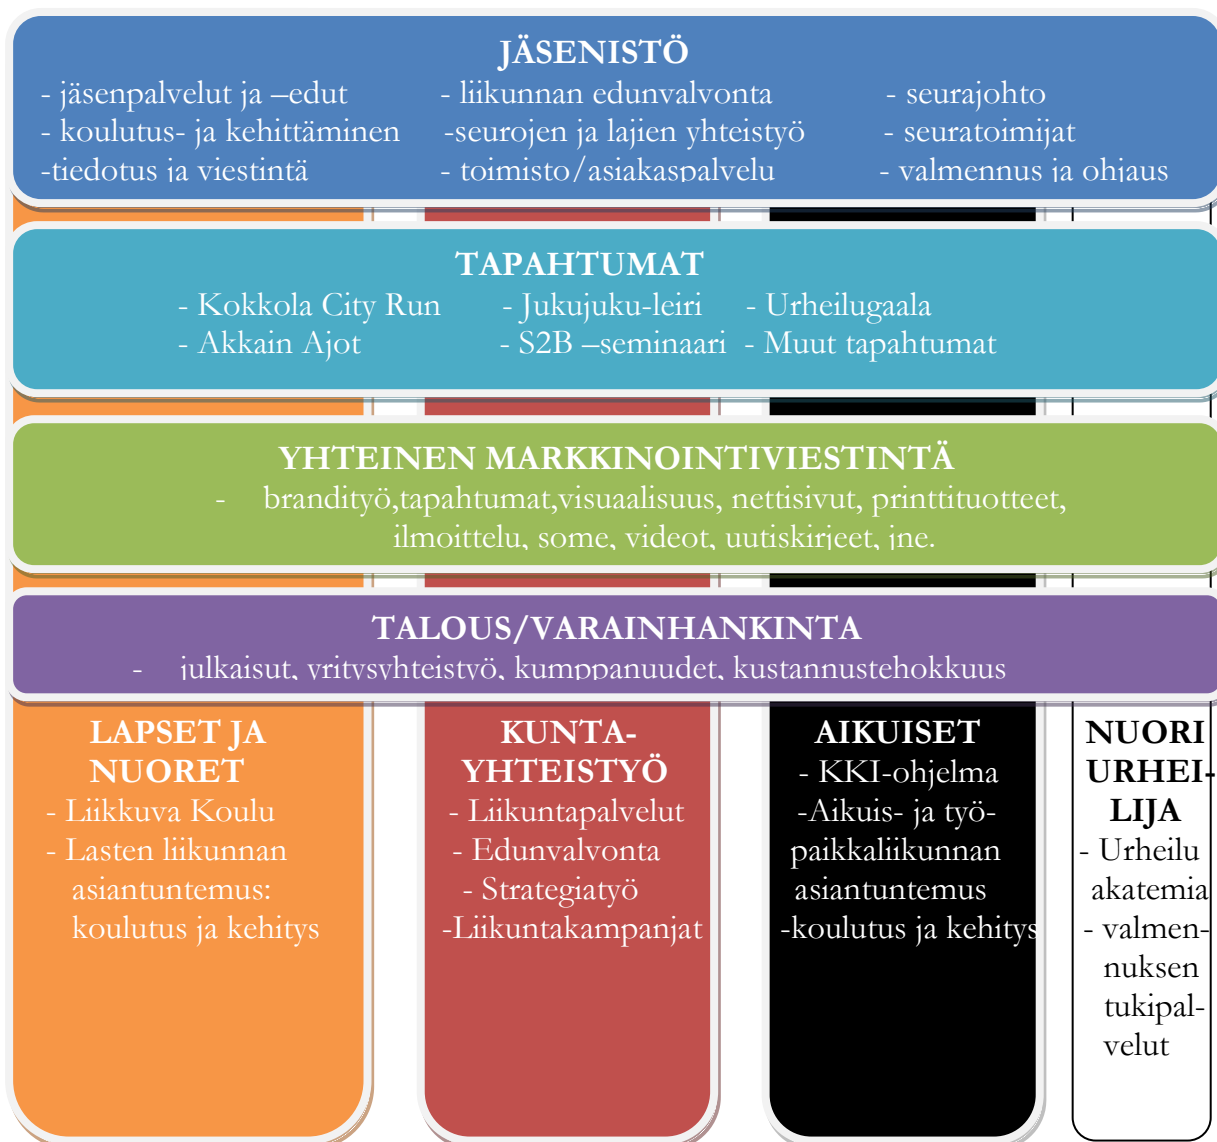 JÄSENISTÖ
- jäsenpalvelut ja –edut - liikunnan edunvalvonta - seurajohto
- koulutus- ja kehittäminen -seurojen ja lajien yhteistyö - seuratoimijat
-tiedotus ja viestintä - toimisto/asiakaspalvelu - valmennus ja ohjaus
TAPAHTUMAT
- Kokkola City Run - Jukujuku-leiri - Urheilugaala
- Akkain Ajot - S2B –seminaari - Muut tapahtumat
YHTEINEN MARKKINOINTIVIESTINTÄ
- brandityö,tapahtumat,visuaalisuus, nettisivut, printtituotteet,
ilmoittelu, some, videot, uutiskirjeet, jne.
TALOUS/VARAINHANKINTA
- julkaisut, yritysyhteistyö, kumppanuudet, kustannustehokkuus
LAPSET JA
NUORET
- Liikkuva Koulu
- Lasten liikunnan
asiantuntemus:
koulutus ja kehitys
KUNTA-
YHTEISTYÖ
- Liikuntapalvelut
- Edunvalvonta
- Strategiatyö
-Liikuntakampanjat
AIKUISET
- KKI-ohjelma
-Aikuis- ja työ-
paikkaliikunnan
asiantuntemus
-koulutus ja kehitys
NUORI
URHEI-
LIJA
- Urheilu
akatemia
- valmen-
nuksen
tukipal-
velut